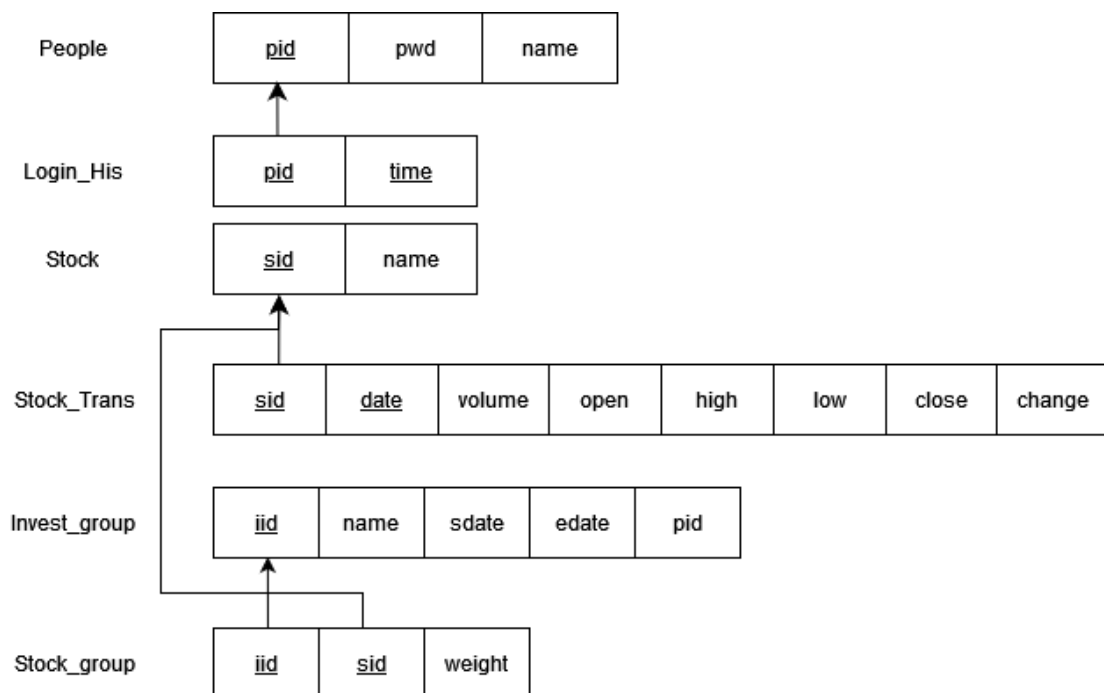 People pid pwd name
Login_His pid time
Stock sid name
Stock_Trans sid date volume open high low close change
Invest_group iid name sdate edate pid
Stock_group iid sid weight